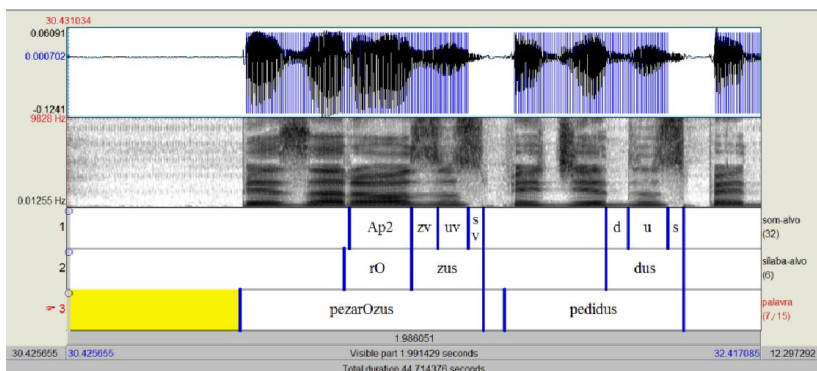 30.431034
0.06091
0.000702
-0.1241
9828 Hz
0.01255 Hz
1 Ap2 zv uv s v d u s som-alvo (32)
2 rO zus dus sílaba-alvo (6)
3 pezarOzus pedidus palavra (7/15)
1.986051
30.425655 30.425655 Visible part 1.991429 seconds 32.417085 12.297292
Total duration 44.714376 seconds